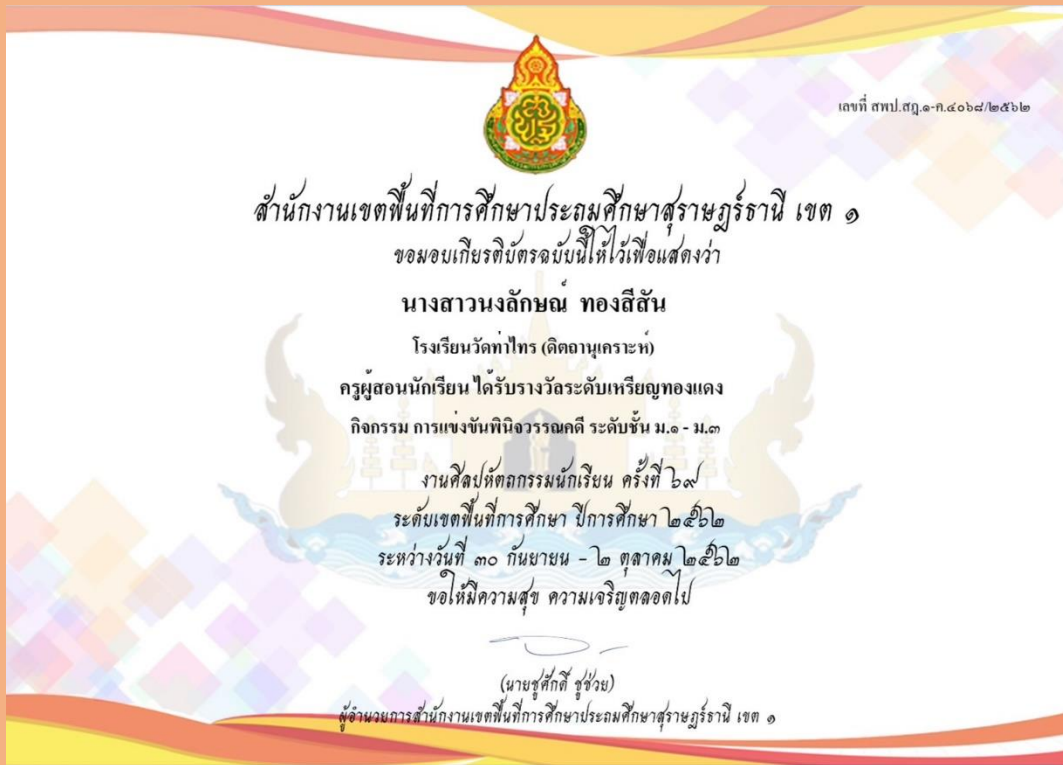 เลขที่ สพป.สฎ.๑-ค.๔๐๖๘/๒๕๖๒
สำนักงานเขตพื้นที่การศึกษาประถมศึกษาสุราษฎร์ธานี เขต ๑
ขอมอบเกียรติบัตรฉบับนี้ให้ไว้เพื่อแสดงว่า
นางสาวนงลักษณ์ ทองสีสัน
โรงเรียนวัดท่าไทร (ดิตถานุเคราะห์)
ครูผู้สอนนักเรียน ได้รับรางวัลระดับเหรียญทองแดง
กิจกรรม การแข่งขันพินิจวรรณคดี ระดับชั้น ม.๑ - ม.๓
งานศิลปหัตถกรรมนักเรียน ครั้งที่ ๖๙
ระดับเขตพื้นที่การศึกษา ปีการศึกษา ๒๕๖๒
ระหว่างวันที่ ๓๐ กันยายน - ๒ ตุลาคม ๒๕๖๒
ขอให้มีความสุข ความเจริญตลอดไป
(นายชูศักดิ์ ชูช่วย)
ผู้อำนวยการสำนักงานเขตพื้นที่การศึกษาประถมศึกษาสุราษฎร์ธานี เขต ๑